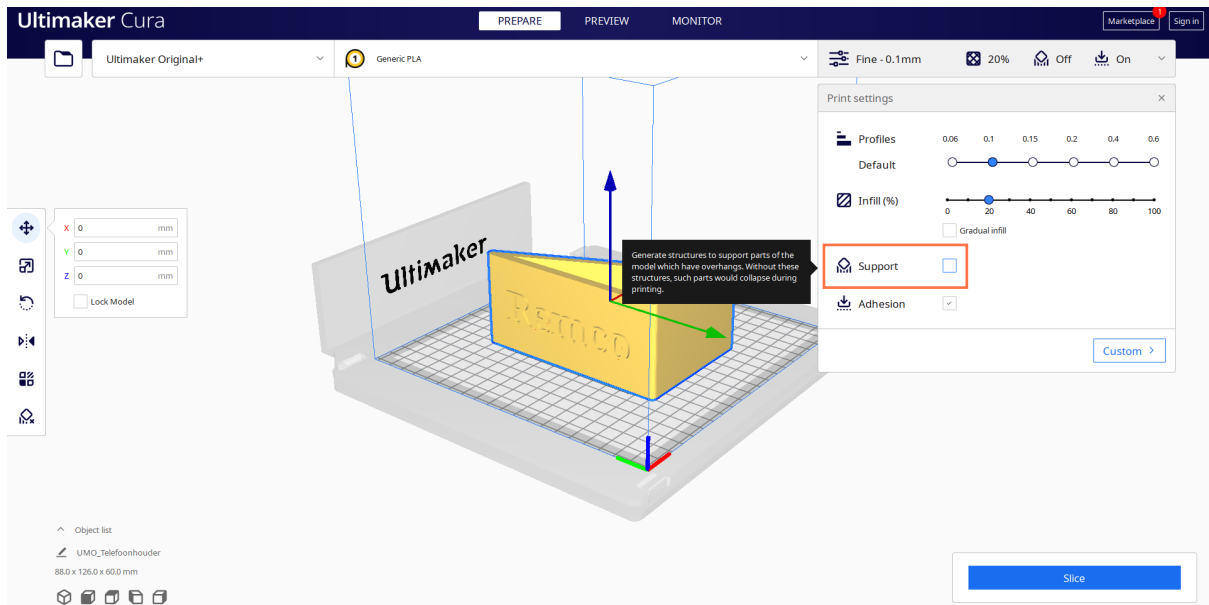 Ultimaker Cura
PREPARE PREVIEW MONITOR
Marketplace 1 Sign in
Ultimaker Original+
1 Generic PLA
Fine - 0.1mm 20% Off On
Print settings
Profiles 0.06 0.1 0.15 0.2 0.4 0.6
Default
Infill (%)
0 20 40 60 80 100
Gradual infill
Support
Adhesion
Custom
X 0 mm
Y 0 mm
Z 0 mm
Lock Model
Ultimaker
Generate structures to support parts of the
model which have overhangs. Without these
structures, such parts would collapse during
printing.
Remco
Object list
UMO_Telefoonhouder
88.0 x 126.0 x 60.0 mm
Slice